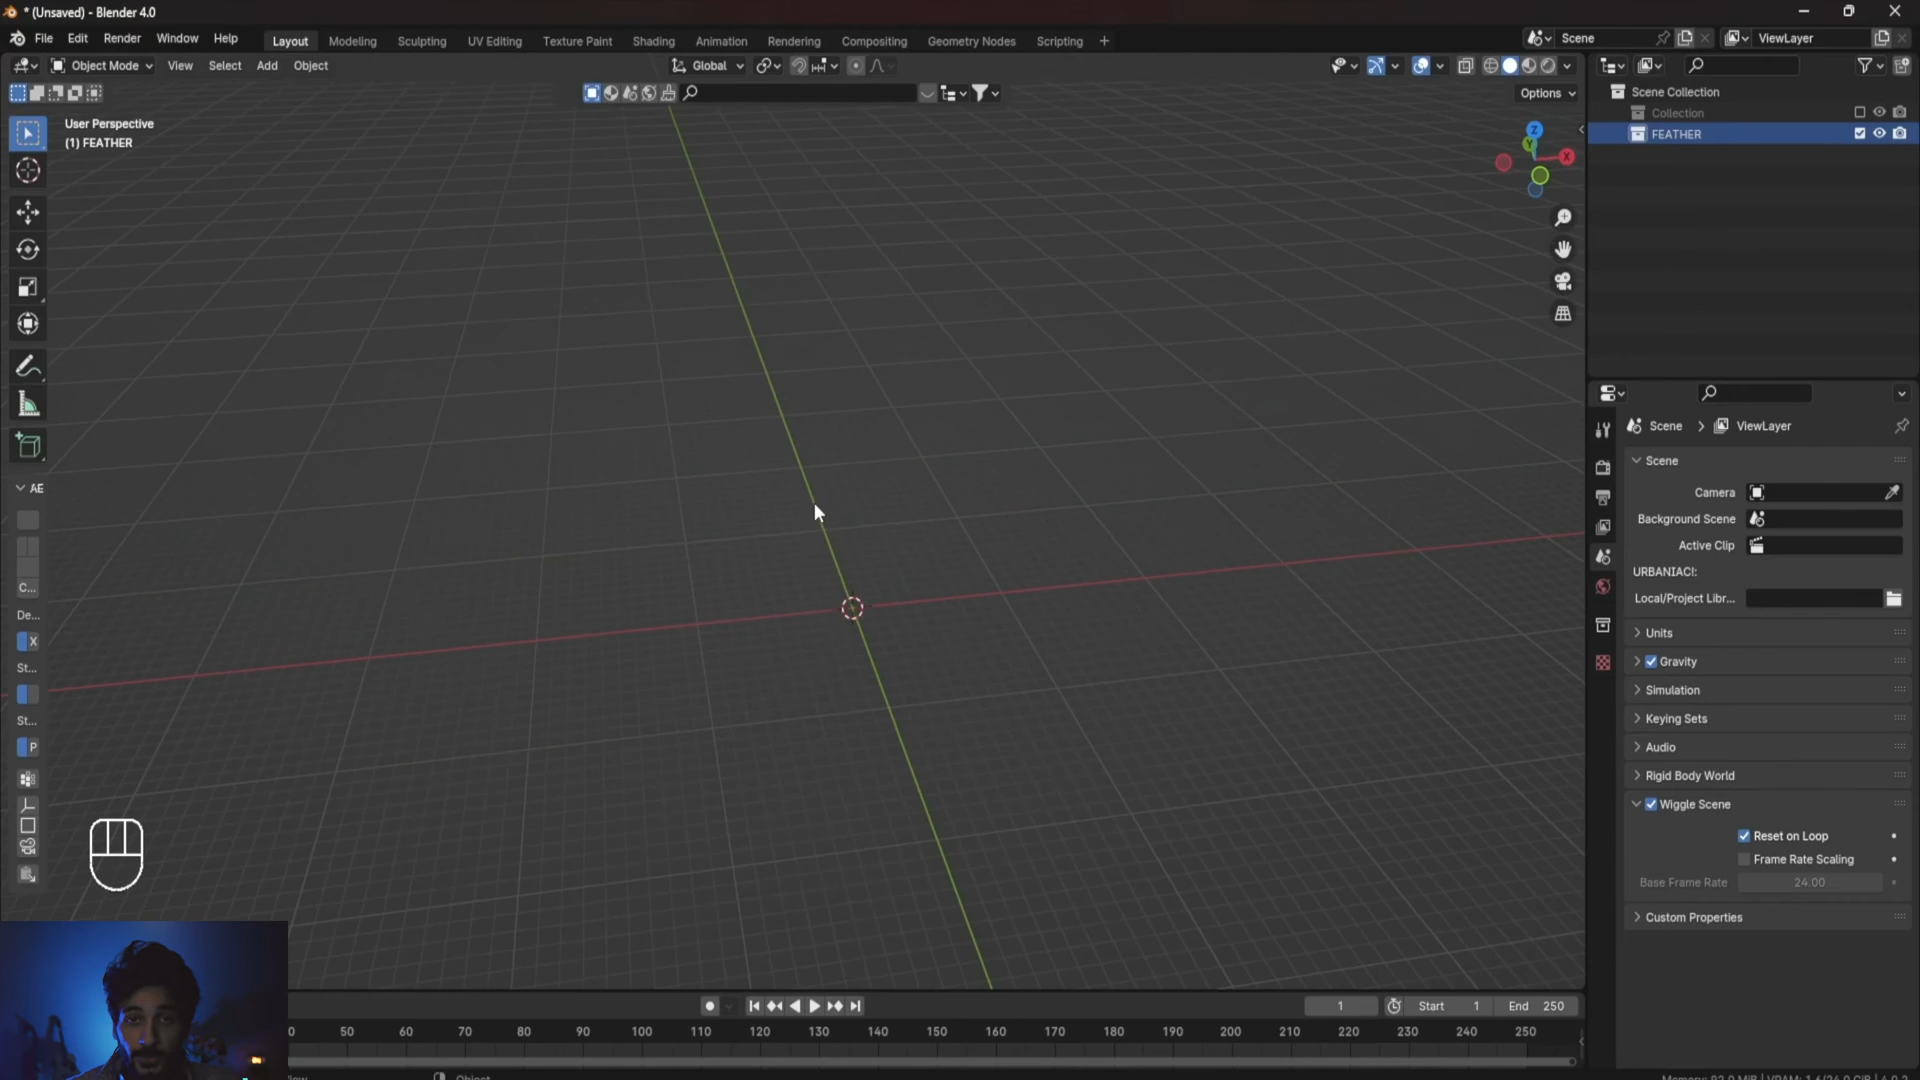 * (Unsaved) - Blender 4.0
File Edit Render Window Help
Layout Modeling Sculpting UV Editing Texture Paint Shading Animation Rendering Compositing Geometry Nodes Scripting +
Scene
ViewLayer
Object Mode View Select Add Object
Global
Options
User Perspective
(1) FEATHER
Z
Y
X
Scene Collection
Collection
FEATHER
Scene > ViewLayer
Scene
Camera
Background Scene
Active Clip
URBANIAC!:
Local/Project Libr...
Units
Gravity
Simulation
Keying Sets
Audio
Rigid Body World
Wiggle Scene
Reset on Loop
Frame Rate Scaling
Base Frame Rate 24.00
Custom Properties
AE
C...
De...
X
St...
St...
P
1
Start 1
End 250
50 60 70 80 90 100 110 120 130 140 150 160 170 180 190 200 210 220 230 240 250
Object